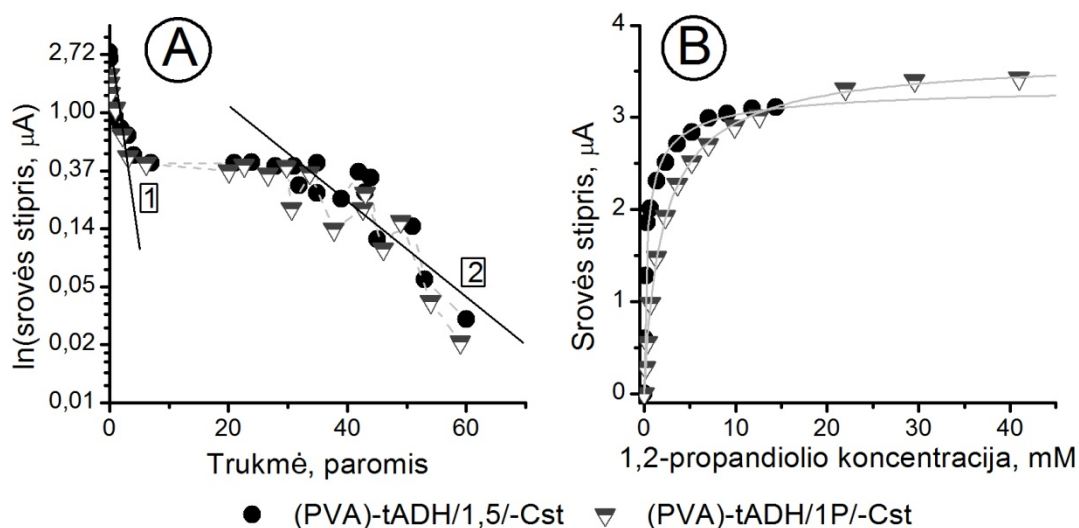 A
ln(srovės stipris, μA)
2,72
1,00
0,37
0,14
0,05
0,02
0,01
1
2
0 20 40 60
Trukmė, paromis
B
Srovės stipris, μA
4
3
2
1
0
0 10 20 30 40
1,2-propandiolio koncentracija, mM
(PVA)-tADH/1,5/-Cst (PVA)-tADH/1P/-Cst